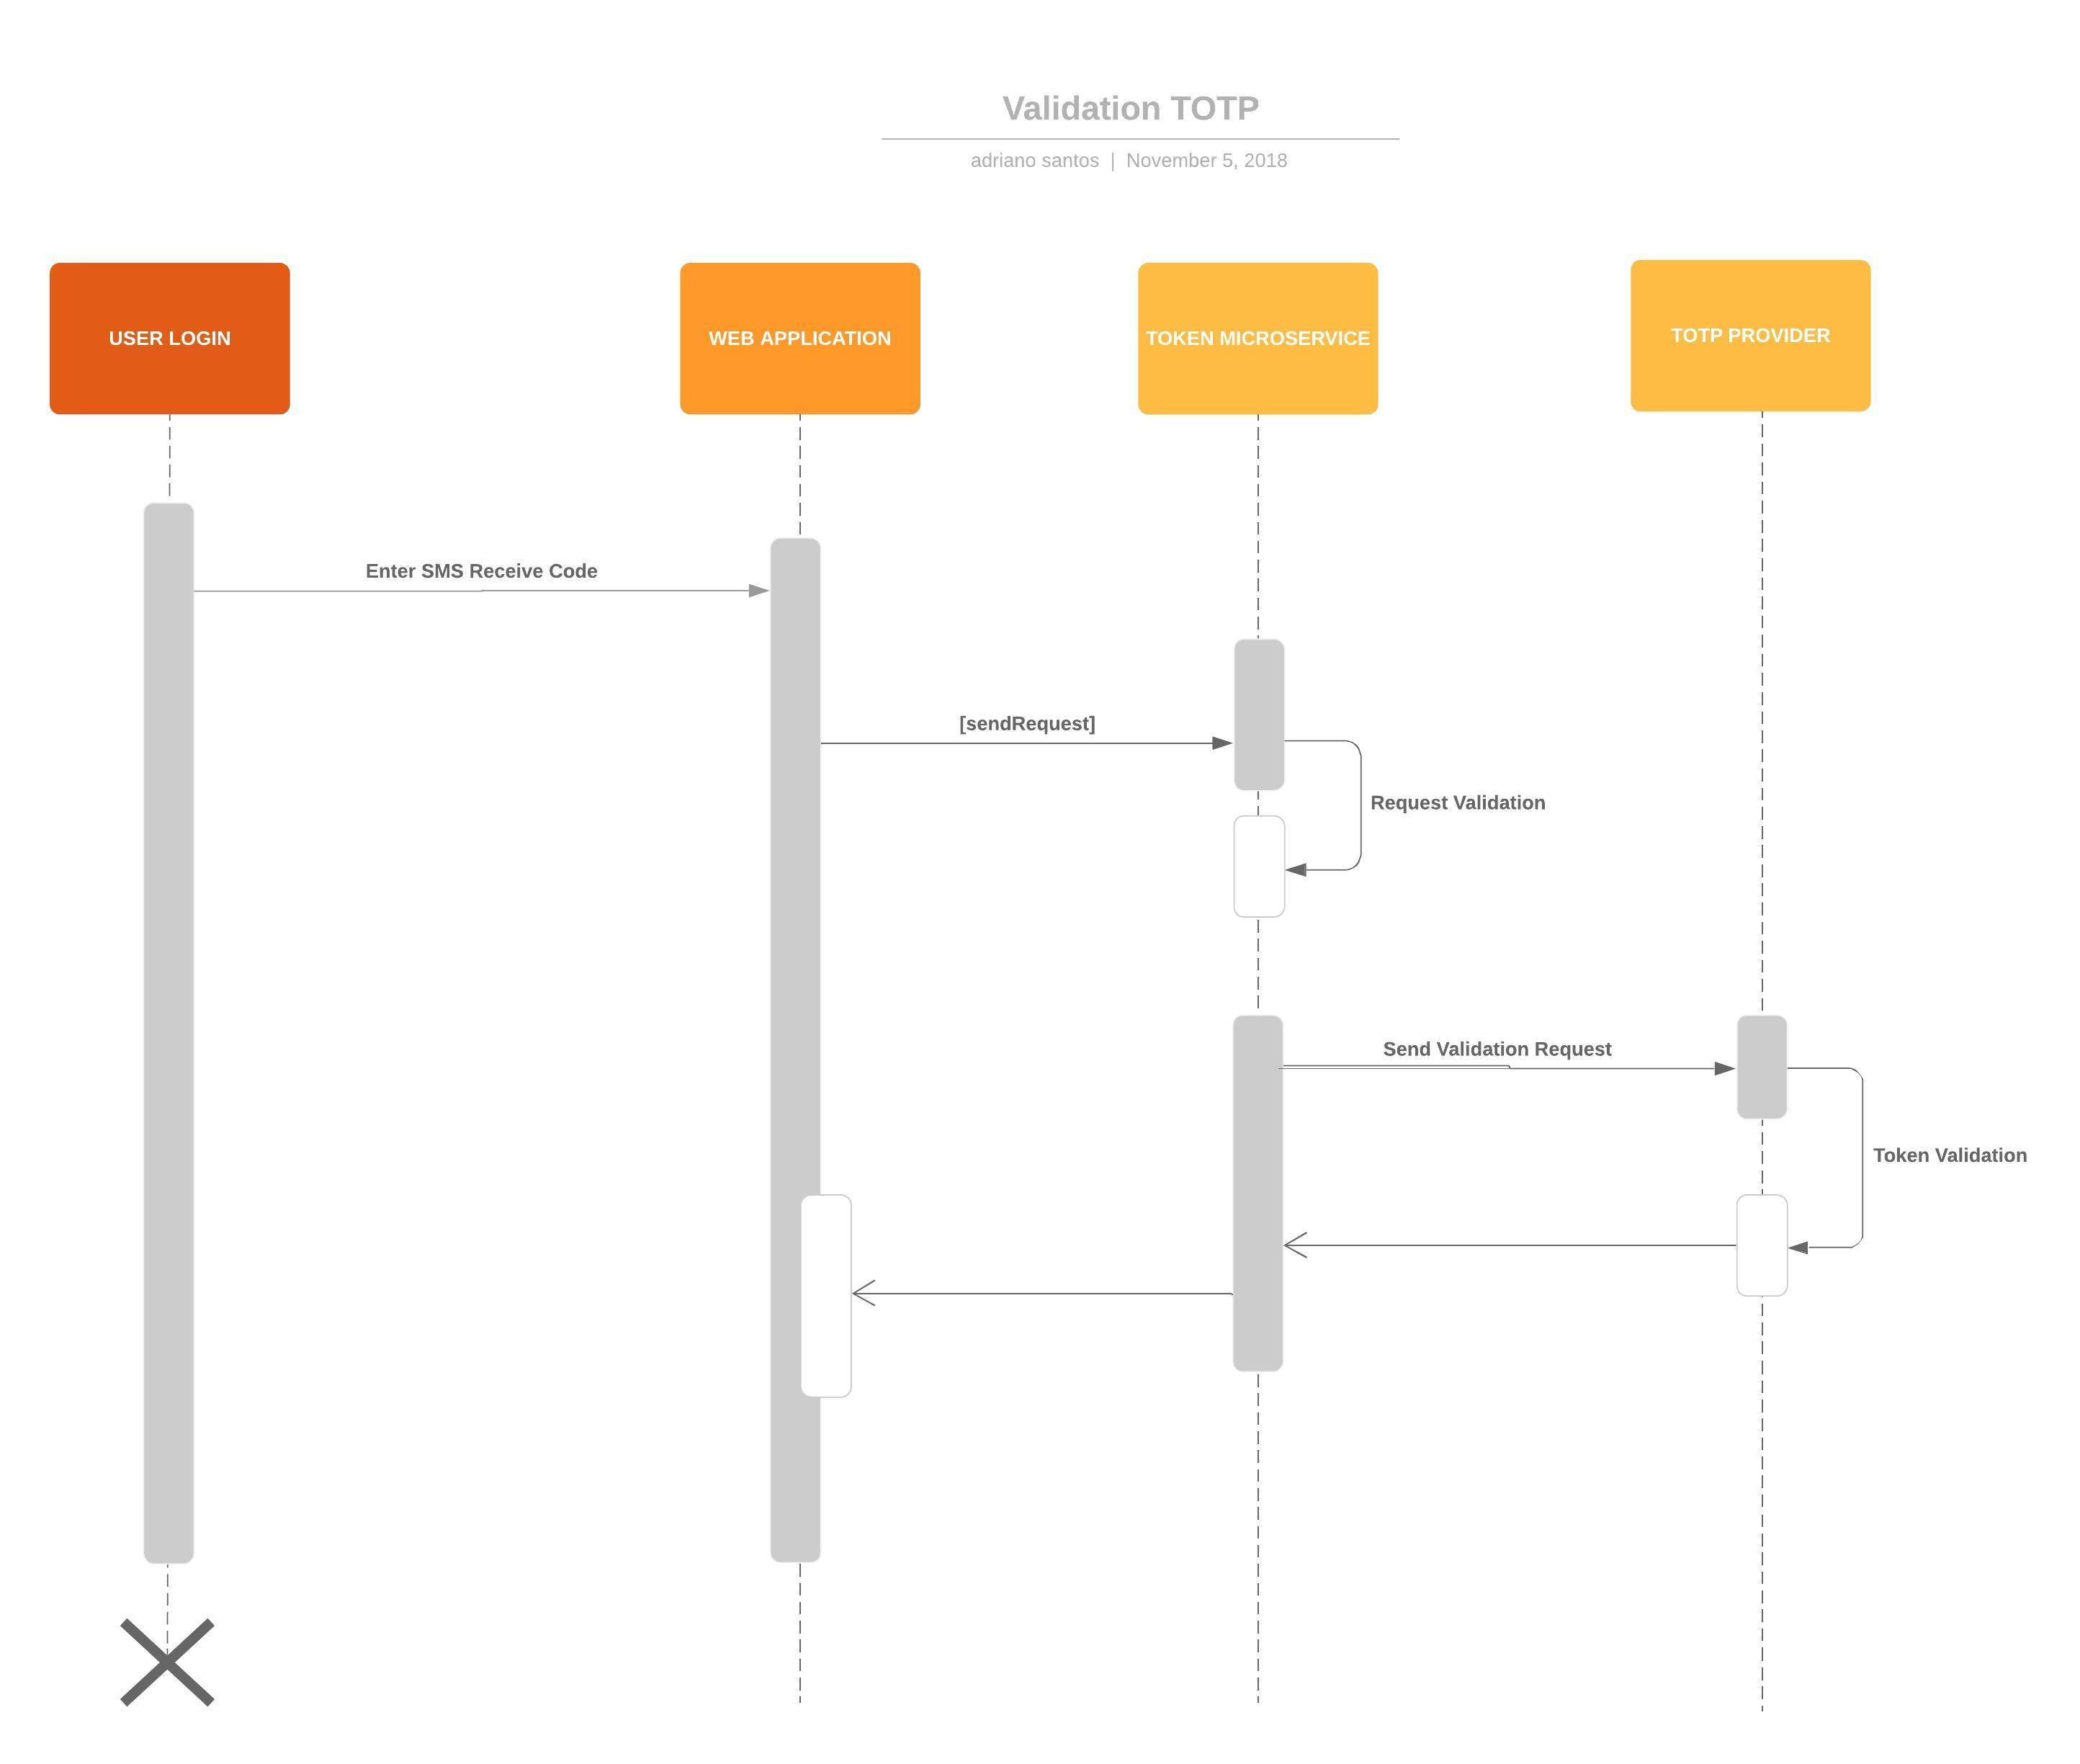 Validation TOTP
adriano santos | November 5, 2018
USER LOGIN
WEB APPLICATION
TOKEN MICROSERVICE
TOTP PROVIDER
Enter SMS Receive Code
[sendRequest]
Request Validation
Send Validation Request
Token Validation